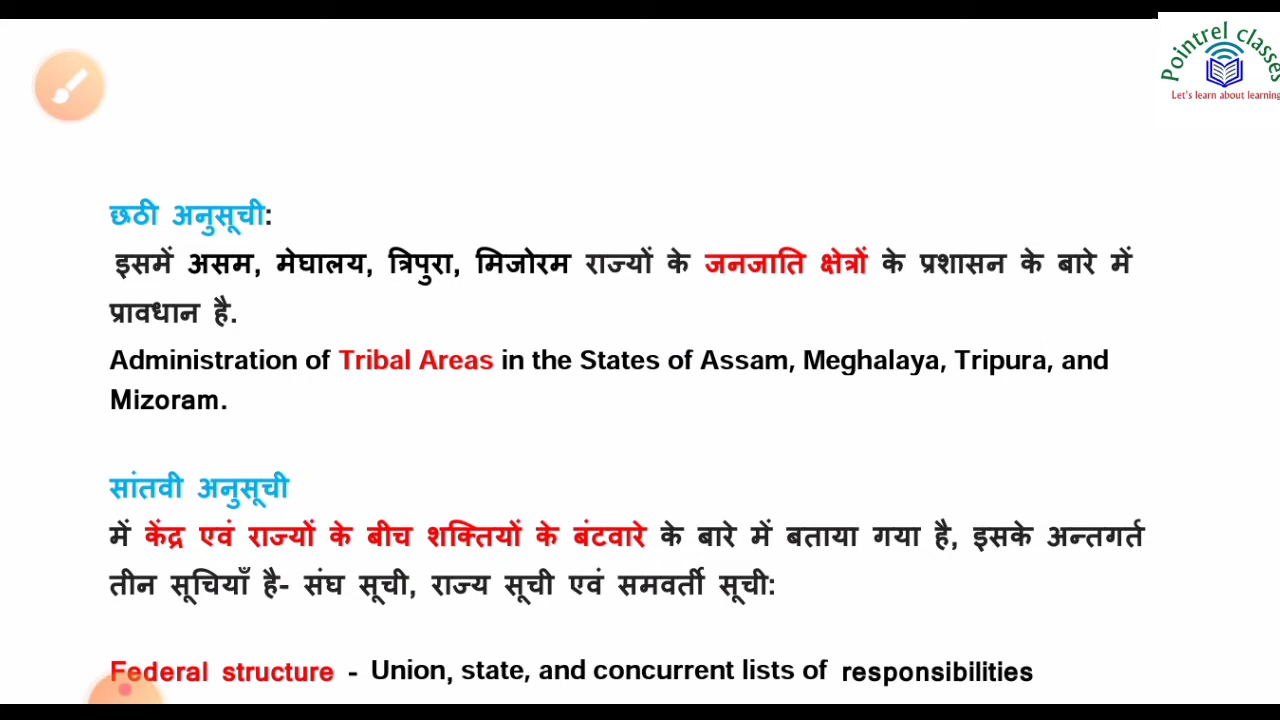 Pointrel classes
Let's learn about learning
छठी अनुसूची:
इसमें असम, मेघालय, त्रिपुरा, मिजोरम राज्यों के जनजाति क्षेत्रों के प्रशासन के बारे में
प्रावधान है.
Administration of Tribal Areas in the States of Assam, Meghalaya, Tripura, and
Mizoram.
सांतवी अनुसूची
में केंद्र एवं राज्यों के बीच शक्तियों के बंटवारे के बारे में बताया गया है, इसके अन्तगर्त
तीन सूचियाँ है- संघ सूची, राज्य सूची एवं समवर्ती सूची:
Federal structure - Union, state, and concurrent lists of responsibilities